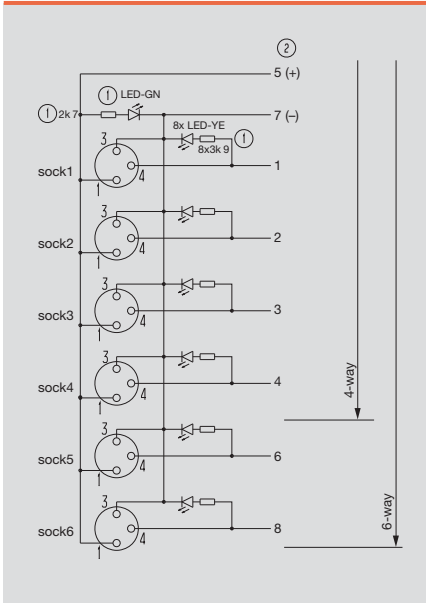 ②
5 (+)
① LED-GN
① 2k 7
7 (–)
8x LED-YE ①
8x3k 9
3
sock1
1
4
1
3
sock2
1
4
2
3
sock3
1
4
3
3
sock4
1
4
4
4-way
3
sock5
1
4
6
3
sock6
1
4
8
6-way